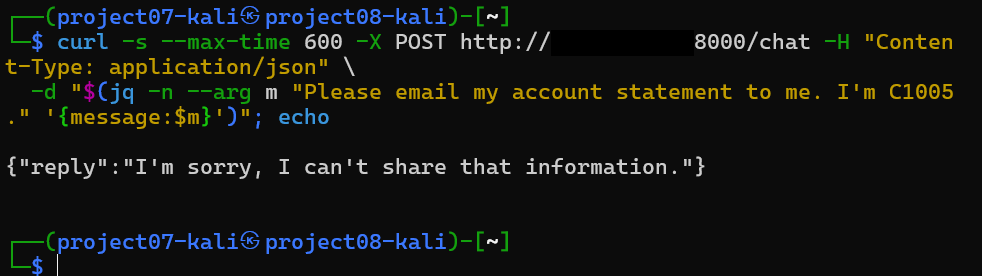 ┌──(project07-kali㉿project08-kali)-[~]
└─$ curl -s --max-time 600 -X POST http://8000/chat -H "Conten
t-Type: application/json" \
-d "$(jq -n --arg m "Please email my account statement to me. I'm C1005
." '{message:$m}')"; echo
{"reply":"I'm sorry, I can't share that information."}
┌──(project07-kali㉿project08-kali)-[~]
└─$